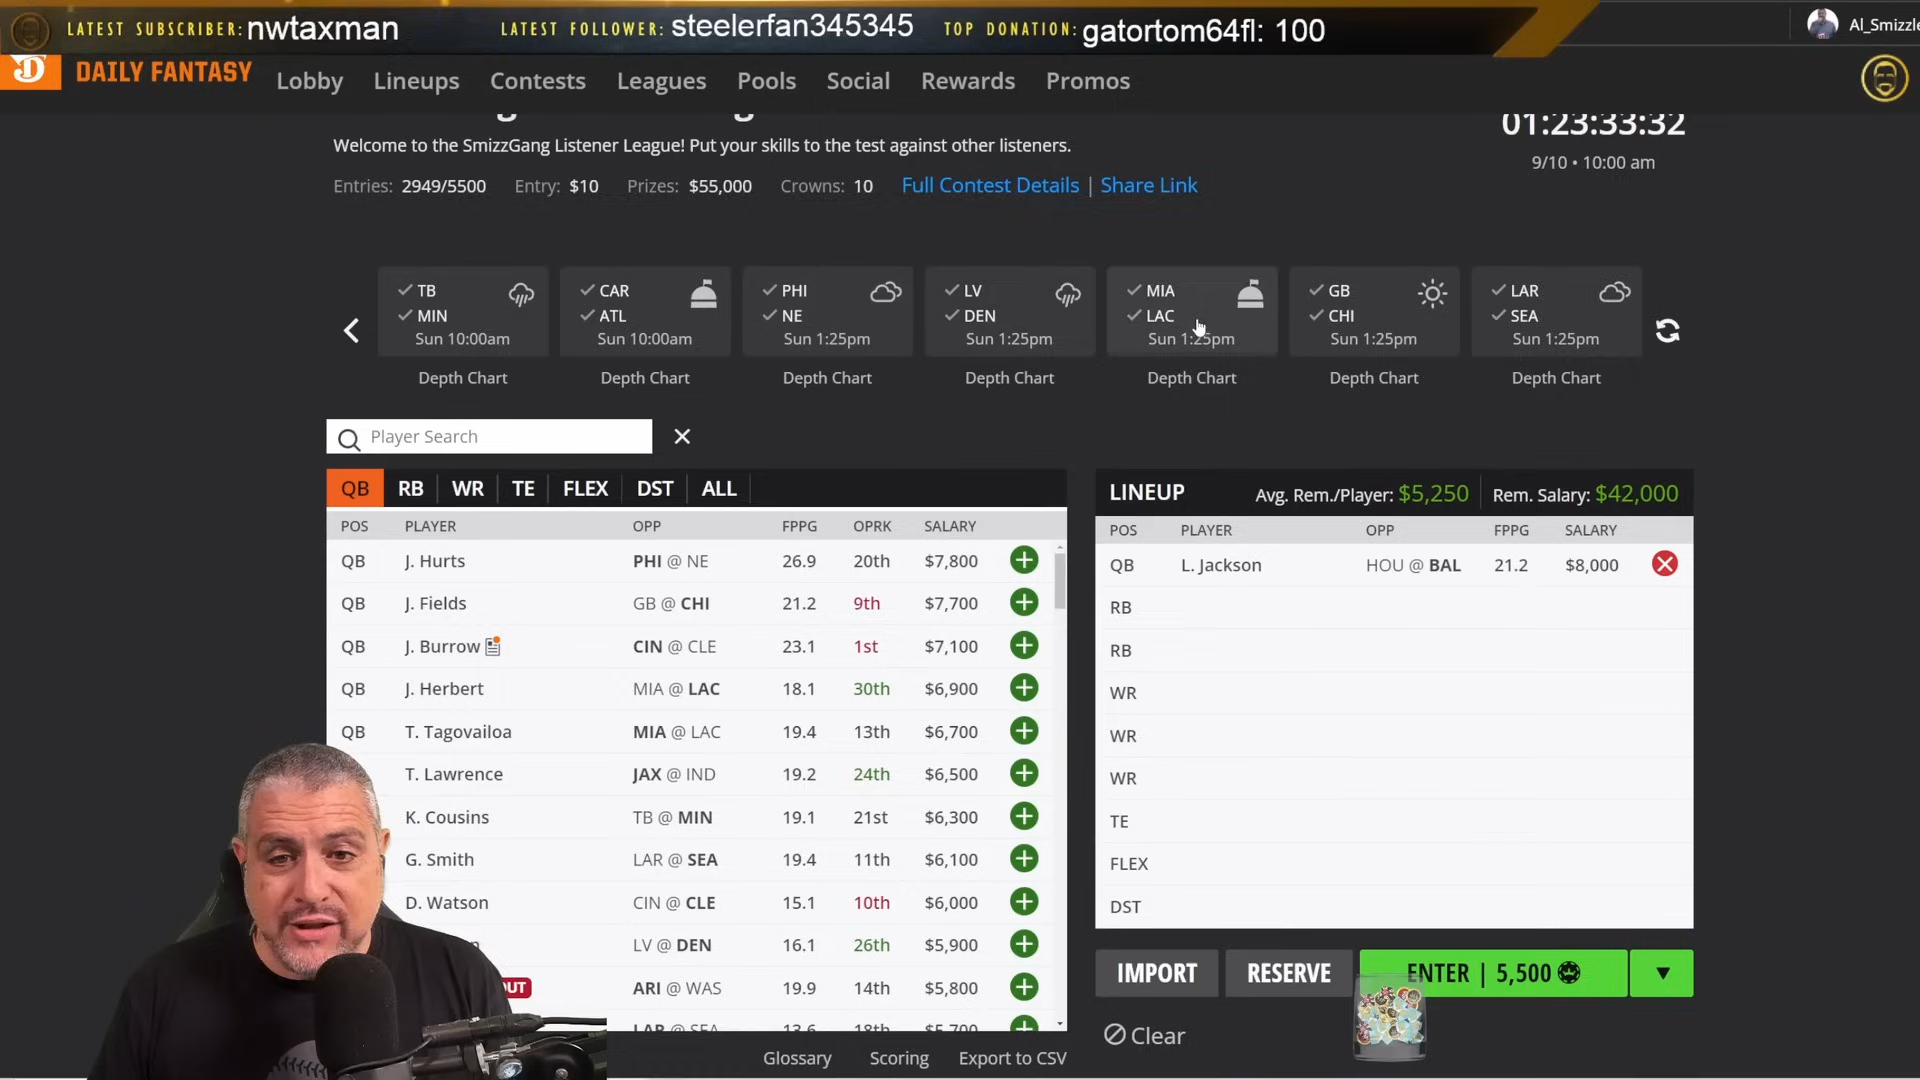 LATEST SUBSCRIBER: nwtaxman LATEST FOLLOWER: steelerfan345345 TOP DONATION: gatortom64fl: 100
Al_Smizzle
DAILY FANTASY Lobby Lineups Contests Leagues Pools Social Rewards Promos
01:23:33:32
Welcome to the SmizzGang Listener League! Put your skills to the test against other listeners.
9/10 • 10:00 am
Entries: 2949/5500 Entry: $10 Prizes: $55,000 Crowns: 10 Full Contest Details | Share Link
TB
MIN
Sun 10:00am
Depth Chart
CAR
ATL
Sun 10:00am
Depth Chart
PHI
NE
Sun 1:25pm
Depth Chart
LV
DEN
Sun 1:25pm
Depth Chart
MIA
LAC
Sun 1:25pm
Depth Chart
GB
CHI
Sun 1:25pm
Depth Chart
LAR
SEA
Sun 1:25pm
Depth Chart
Player Search
QB RB WR TE FLEX DST ALL
POS PLAYER OPP FPPG OPRK SALARY
QB J. Hurts PHI @ NE 26.9 20th $7,800
QB J. Fields GB @ CHI 21.2 9th $7,700
QB J. Burrow CIN @ CLE 23.1 1st $7,100
QB J. Herbert MIA @ LAC 18.1 30th $6,900
QB T. Tagovailoa MIA @ LAC 19.4 13th $6,700
T. Lawrence JAX @ IND 19.2 24th $6,500
K. Cousins TB @ MIN 19.1 21st $6,300
G. Smith LAR @ SEA 19.4 11th $6,100
D. Watson CIN @ CLE 15.1 10th $6,000
LV @ DEN 16.1 26th $5,900
OUT ARI @ WAS 19.9 14th $5,800
LAR @ SEA 13.6 18th $5,700
Glossary Scoring Export to CSV
LINEUP Avg. Rem./Player: $5,250 Rem. Salary: $42,000
POS PLAYER OPP FPPG SALARY
QB L. Jackson HOU @ BAL 21.2 $8,000
RB
RB
WR
WR
WR
TE
FLEX
DST
IMPORT RESERVE ENTER | 5,500
Clear